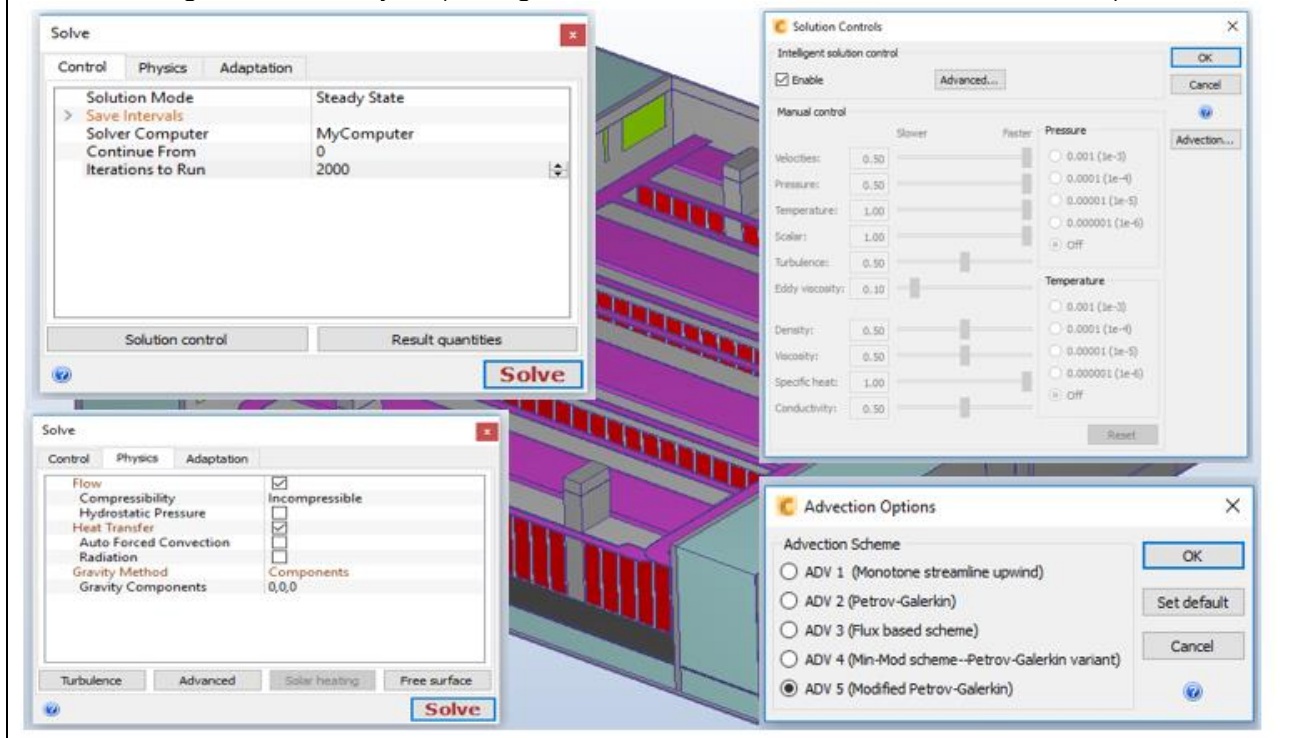 Solve
Control Physics Adaptation
Solution Mode Steady State
> Save Intervals
Solver Computer MyComputer
Continue From 0
Iterations to Run 2000
Solution control Result quantities
Solve
Solve
Control Physics Adaptation
Flow
Compressibility Incompressible
Hydrostatic Pressure
Heat Transfer
Auto Forced Convection
Radiation
Gravity Method Components
Gravity Components 0,0,0
Turbulence Advanced Solar heating Free surface
Solve
Solution Controls
Intelligent solution control
Enable Advanced...
OK
Cancel
Advection...
Manual control
Slower Faster
Velocities: 0.50
Pressure: 0.50
Temperature: 1.00
Scalar: 1.00
Turbulence: 0.50
Eddy viscosity: 0.10
Density: 0.50
Viscosity: 0.50
Specific heat: 1.00
Conductivity: 0.50
Pressure
0.001 (1e-3)
0.0001 (1e-4)
0.00001 (1e-5)
0.000001 (1e-6)
Off
Temperature
0.001 (1e-3)
0.0001 (1e-4)
0.00001 (1e-5)
0.000001 (1e-6)
Off
Reset
Advection Options
Advection Scheme
ADV 1 (Monotone streamline upwind)
ADV 2 (Petrov-Galerkin)
ADV 3 (Flux based scheme)
ADV 4 (Min-Mod scheme--Petrov-Galerkin variant)
ADV 5 (Modified Petrov-Galerkin)
OK
Set default
Cancel